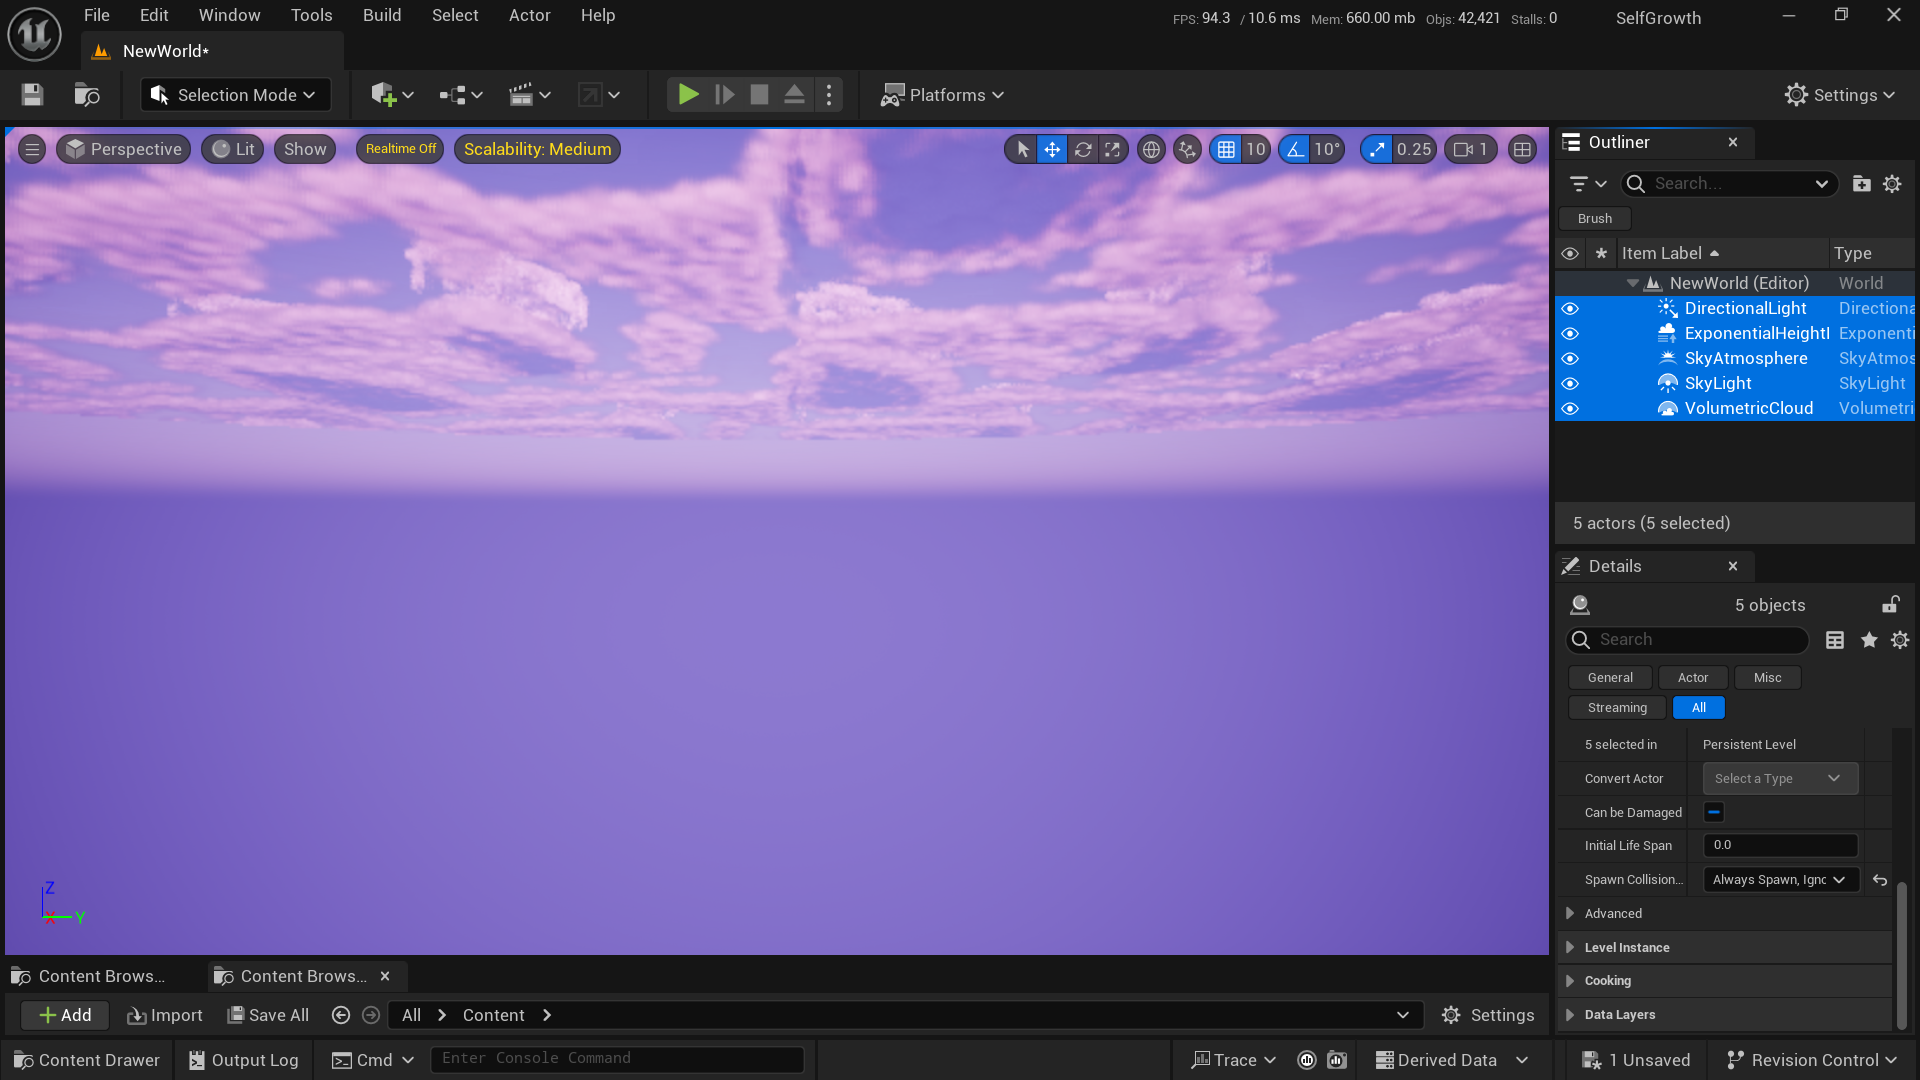 File Edit Window Tools Build Select Actor Help
FPS: 94.3 / 10.6 ms Mem: 660.00 mb Objs: 42,421 Stalls: 0
SelfGrowth
NewWorld*
Selection Mode
Platforms
Settings
Perspective Lit Show Realtime Off Scalability: Medium
10 10° 0.25 1
Outliner
Search...
Brush
Item Label Type
NewWorld (Editor) World
DirectionalLight Directiona
ExponentialHeightI Exponenti
SkyAtmosphere SkyAtmos
SkyLight SkyLight
VolumetricCloud Volumetri
5 actors (5 selected)
Details
5 objects
Search
General Actor Misc
Streaming All
5 selected in Persistent Level
Convert Actor Select a Type
Can be Damaged
Initial Life Span 0.0
Spawn Collision... Always Spawn, Ignc
Advanced
Level Instance
Cooking
Data Layers
Z
X Y
Content Brows... Content Brows...
Add Import Save All All Content Settings
Content Drawer Output Log Cmd Enter Console Command Trace Derived Data 1 Unsaved Revision Control